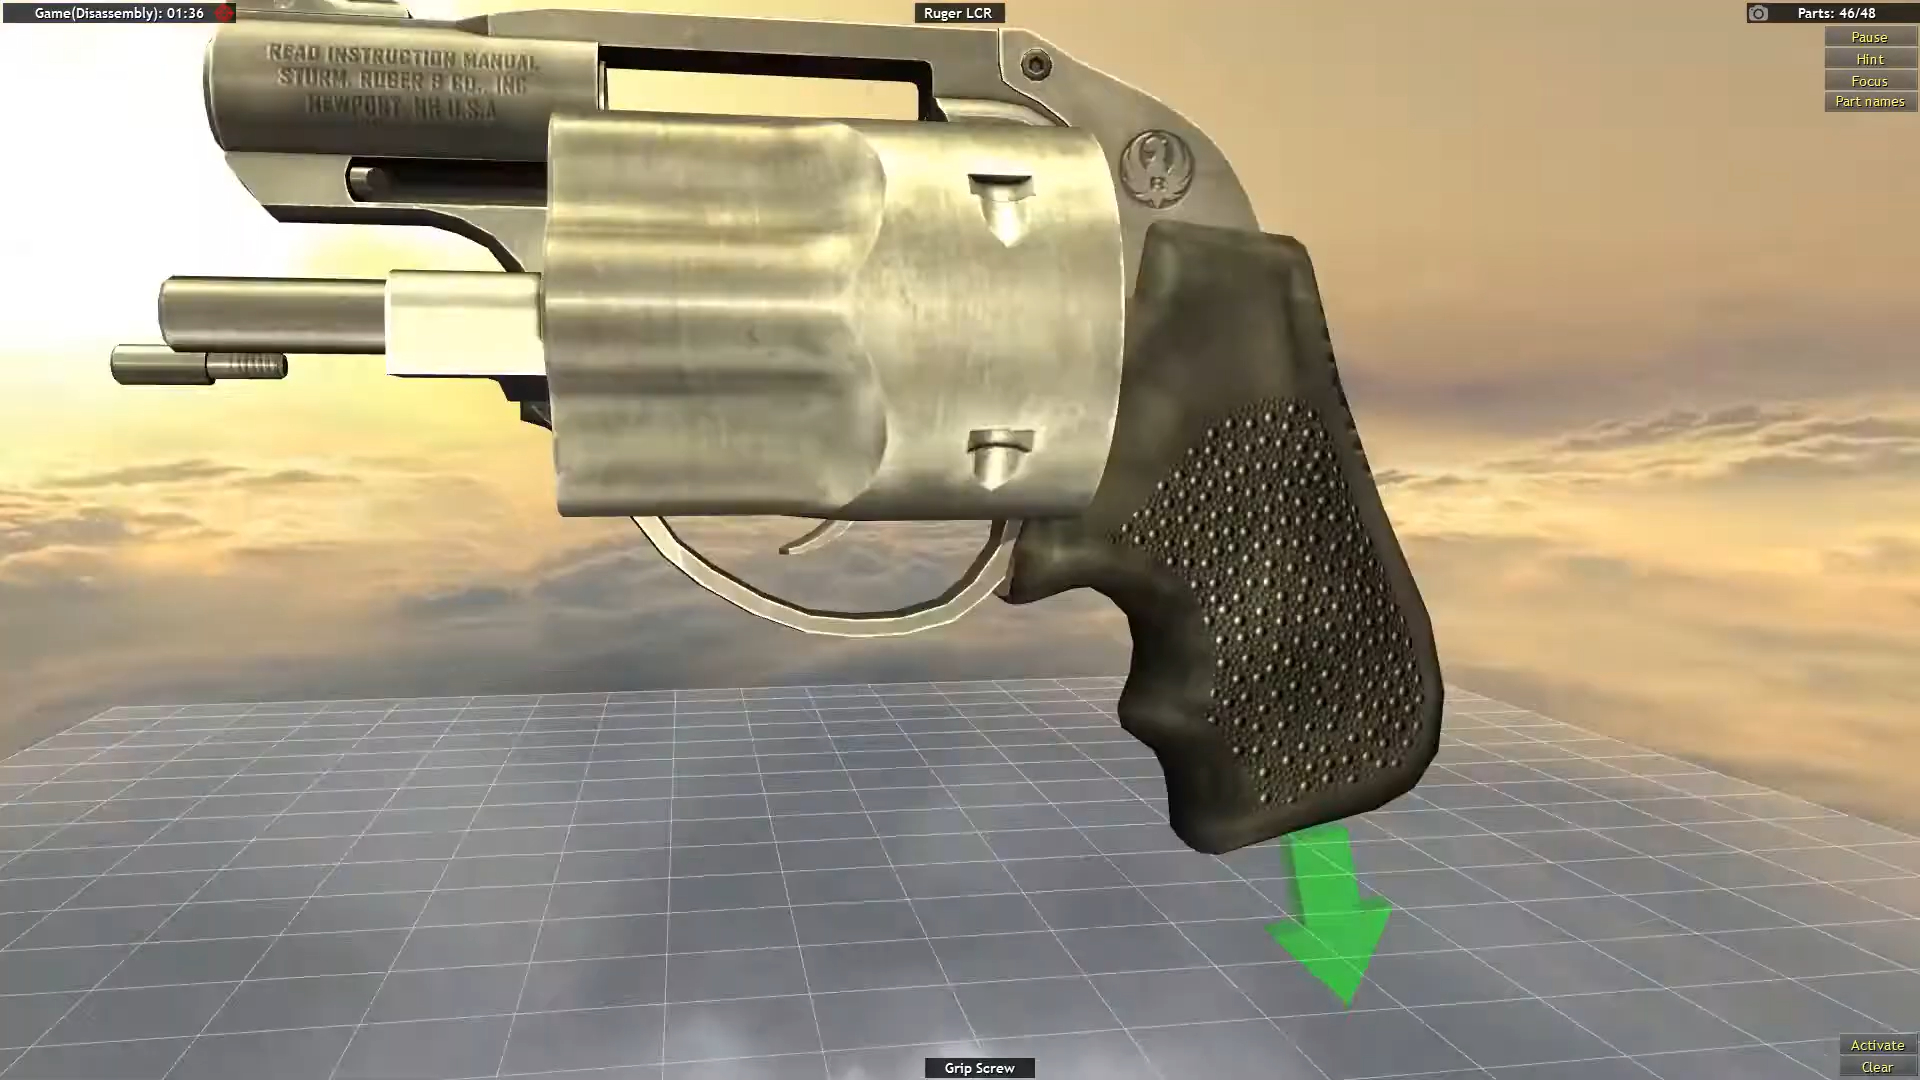 Game(Disassembly): 01:36
Ruger LCR
Parts: 46/48
Pause
Hint
Focus
Part names
READ INSTRUCTION MANUAL
STURM, RUGER & CO., INC
NEWPORT, NH U.S.A
R
Grip Screw
Activate
Clear